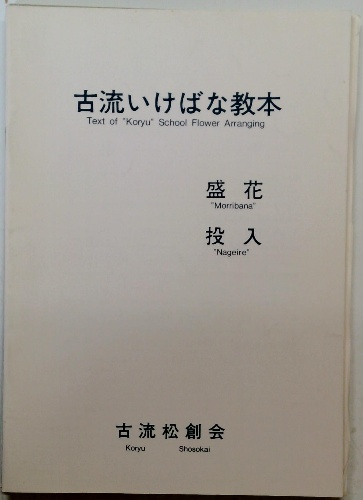 古流いけばな教本
Text of "Koryu" School Flower Arranging
盛花
"Morribana"
投入
"Nageire"
古流松創会
Koryu Shosokai